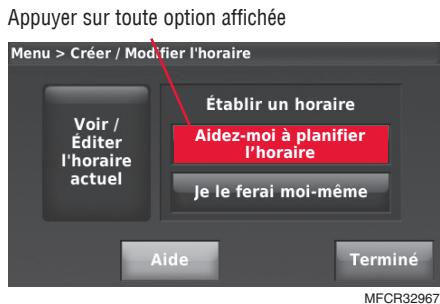 Appuyer sur toute option affichée
Menu > Créer / Modifier l'horaire
Voir /
Éditer
l'horaire
actuel
Établir un horaire
Aidez-moi à planifier
l’horaire
Je le ferai moi-même
Aide
Terminé
MFCR32967